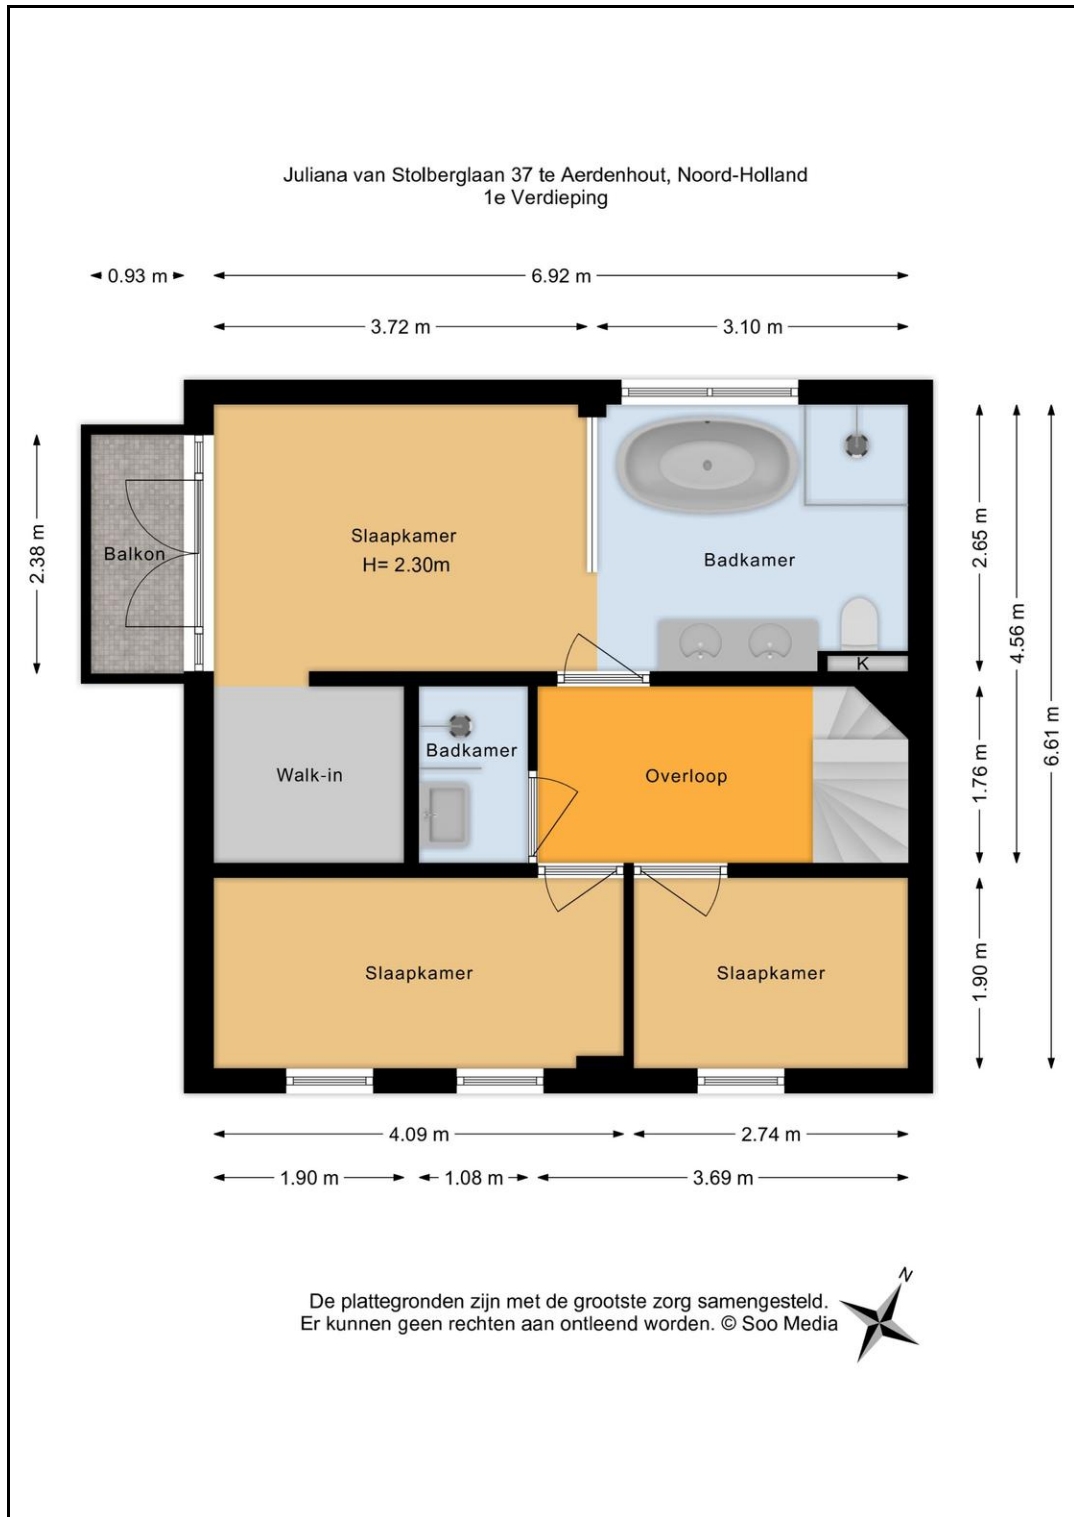 Juliana van Stolberglaan 37 te Aerdenhout, Noord-Holland
1e Verdieping
0.93 m
6.92 m
3.72 m
3.10 m
Slaapkamer
H= 2.30m
Balkon
Badkamer
K
2.38 m
2.65 m
4.56 m
6.61 m
1.76 m
1.90 m
Walk-in
Badkamer
Overloop
Slaapkamer
Slaapkamer
4.09 m
2.74 m
1.90 m
1.08 m
3.69 m
N
De plattegronden zijn met de grootste zorg samengesteld.
Er kunnen geen rechten aan ontleend worden. © Soo Media